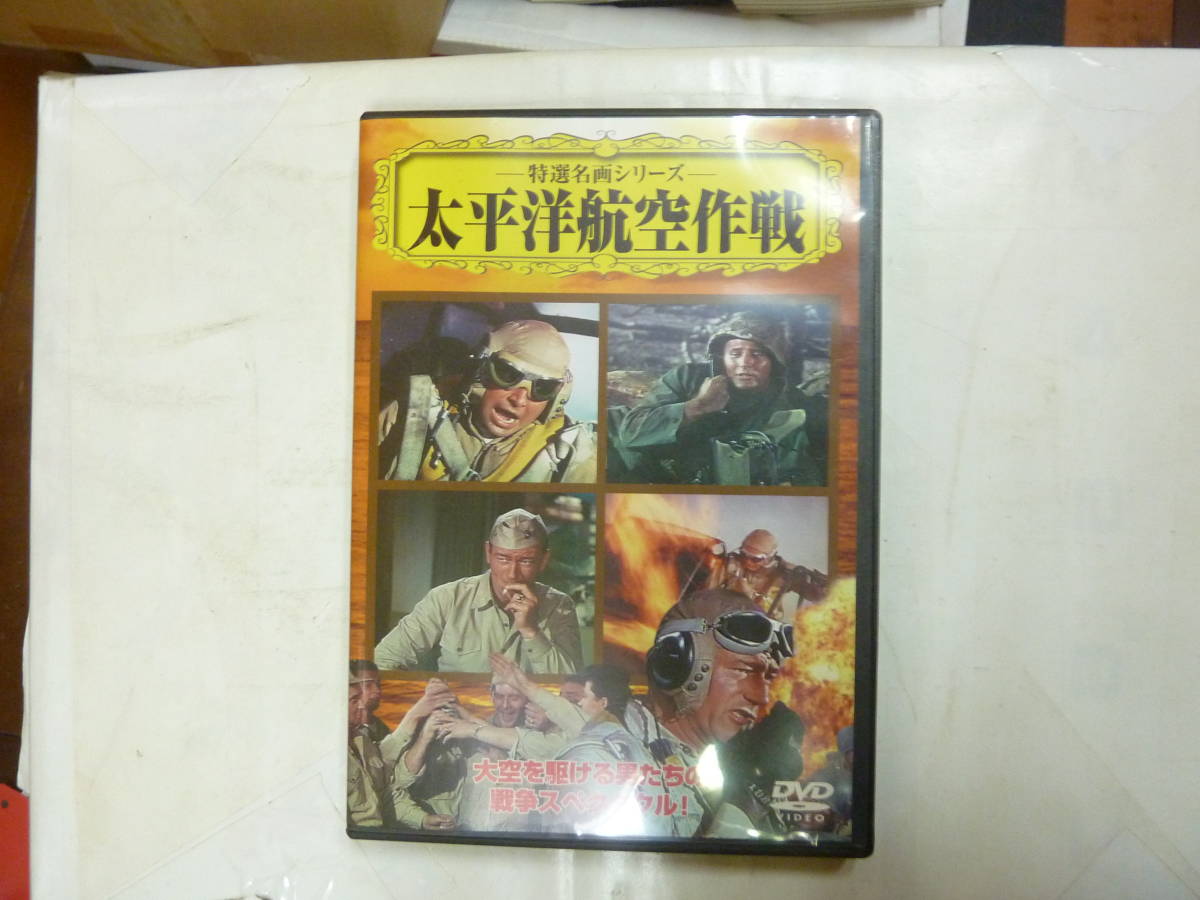 特選名画シリーズ
太平洋航空作戦
大空を駆ける男たちの
戦争スペクタクル!
DVD
VIDEO